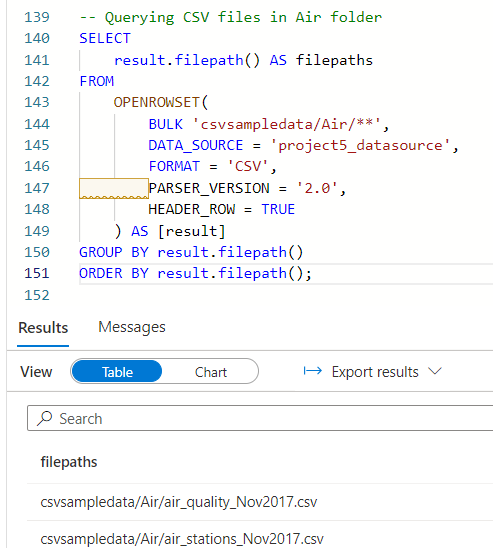 139 -- Querying CSV files in Air folder
140 SELECT
141 result.filepath() AS filepaths
142 FROM
143 OPENROWSET(
144 BULK 'csvsampledata/Air/**',
145 DATA_SOURCE = 'project5_datasource',
146 FORMAT = 'CSV',
147 PARSER_VERSION = '2.0',
148 HEADER_ROW = TRUE
149 ) AS [result]
150 GROUP BY result.filepath()
151 ORDER BY result.filepath();
152
Results Messages
View Table Chart Export results
Search
filepaths
csvsampledata/Air/air_quality_Nov2017.csv
csvsampledata/Air/air_stations_Nov2017.csv